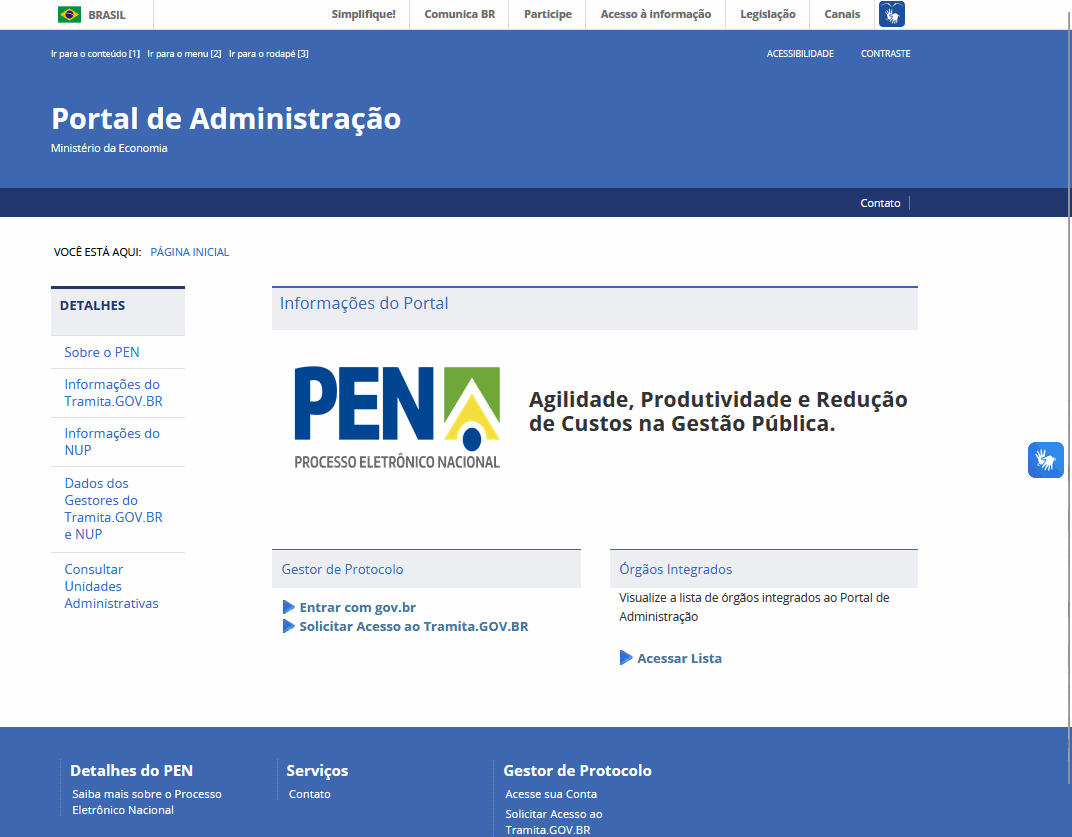 BRASIL
Simplifique!
Comunica BR
Participe
Acesso à informação
Legislação
Canais
Ir para o conteúdo [1]
Ir para o menu [2]
Ir para o rodapé [3]
ACESSIBILIDADE
CONTRASTE
Portal de Administração
Ministério da Economia
Contato
VOCÊ ESTÁ AQUI: PÁGINA INICIAL
DETALHES
Sobre o PEN
Informações do
Tramita.GOV.BR
Informações do
NUP
Dados dos
Gestores do
Tramita.GOV.BR
e NUP
Consultar
Unidades
Administrativas
Informações do Portal
PEN
PROCESSO ELETRÔNICO NACIONAL
Agilidade, Produtividade e Redução
de Custos na Gestão Pública.
Gestor de Protocolo
Entrar com gov.br
Solicitar Acesso ao Tramita.GOV.BR
Órgãos Integrados
Visualize a lista de órgãos integrados ao Portal de
Administração
Acessar Lista
Detalhes do PEN
Saiba mais sobre o Processo
Eletrônico Nacional
Serviços
Contato
Gestor de Protocolo
Acesse sua Conta
Solicitar Acesso ao
Tramita.GOV.BR